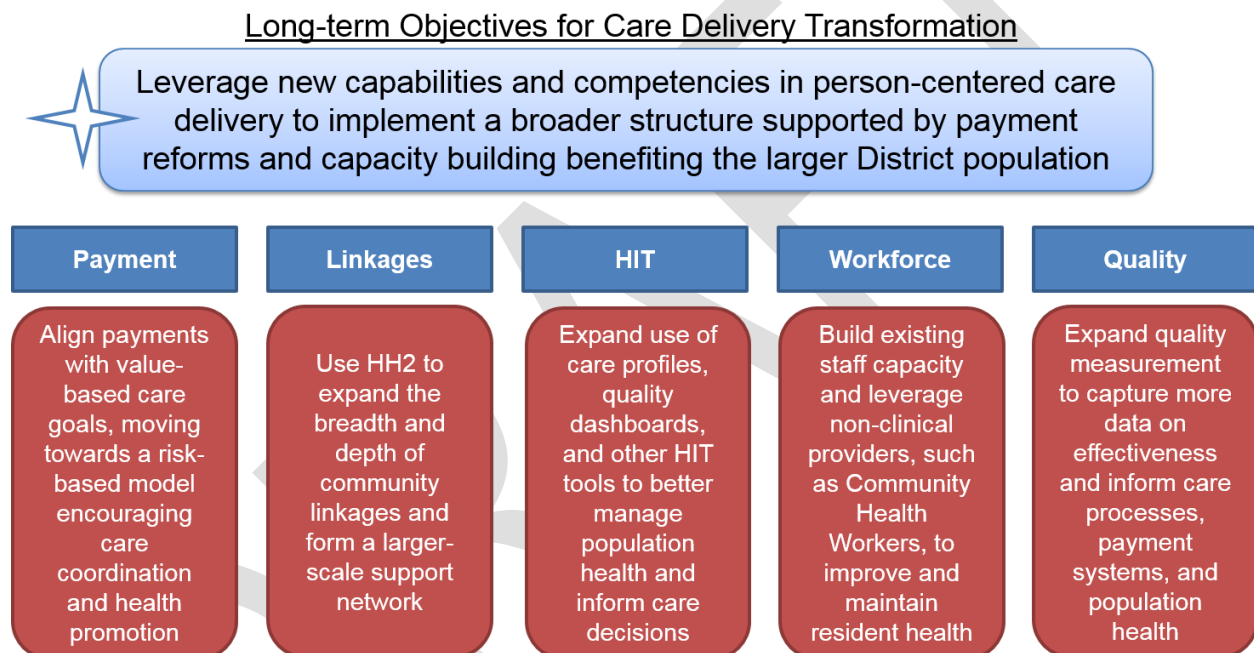 Long-term Objectives for Care Delivery Transformation
Leverage new capabilities and competencies in person-centered care
delivery to implement a broader structure supported by payment
reforms and capacity building benefiting the larger District population
Payment
Align payments
with value-
based care
goals, moving
towards a risk-
based model
encouraging
care
coordination
and health
promotion
Linkages
Use HH2 to
expand the
breadth and
depth of
community
linkages and
form a larger-
scale support
network
HIT
Expand use of
care profiles,
quality
dashboards,
and other HIT
tools to better
manage
population
health and
inform care
decisions
Workforce
Build existing
staff capacity
and leverage
non-clinical
providers, such
as Community
Health
Workers, to
improve and
maintain
resident health
Quality
Expand quality
measurement
to capture more
data on
effectiveness
and inform care
processes,
payment
systems, and
population
health